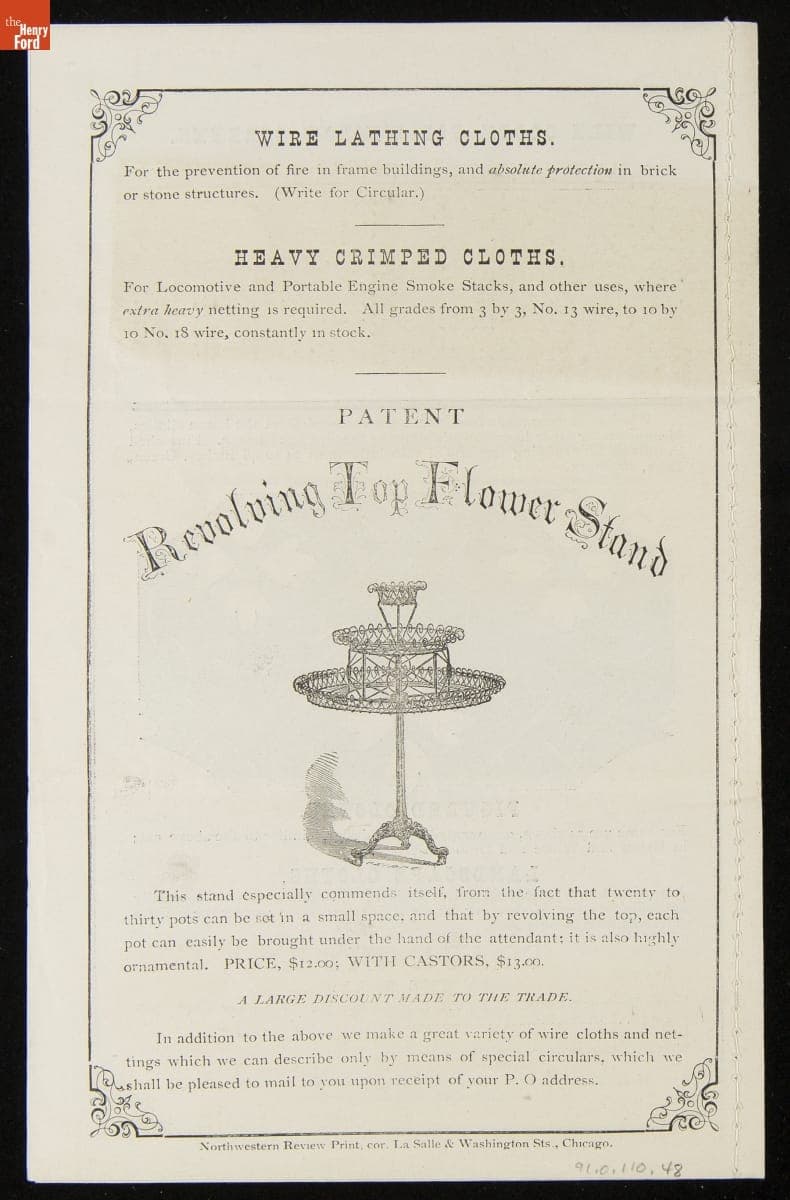 the
Henry
Ford
WIRE LATHING CLOTHS.
For the prevention of fire in frame buildings, and absolute protection in brick
or stone structures. (Write for Circular.)
HEAVY CRIMPED CLOTHS.
For Locomotive and Portable Engine Smoke Stacks, and other uses, where
extra heavy netting is required. All grades from 3 by 3, No. 13 wire, to 10 by
10 No. 18 wire, constantly in stock.
PATENT
Revolving Top Flower Stand
This stand especially commends itself, from the fact that twenty to
thirty pots can be set in a small space, and that by revolving the top, each
pot can easily be brought under the hand of the attendant; it is also highly
ornamental. PRICE, $12.00; WITH CASTORS, $13.00.
A LARGE DISCOUNT MADE TO THE TRADE.
In addition to the above we make a great variety of wire cloths and net-
tings which we can describe only by means of special circulars, which we
shall be pleased to mail to you upon receipt of your P. O address.
Northwestern Review Print, cor. La Salle & Washington Sts., Chicago.
91.0.110.48